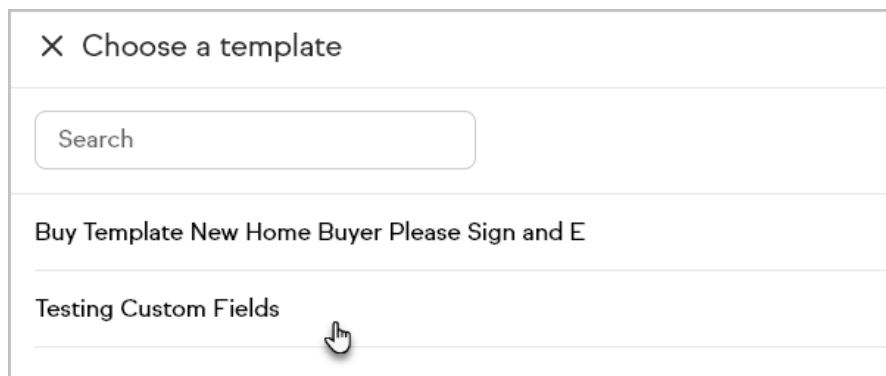 Choose a template
Search
Buy Template New Home Buyer Please Sign and E
Testing Custom Fields